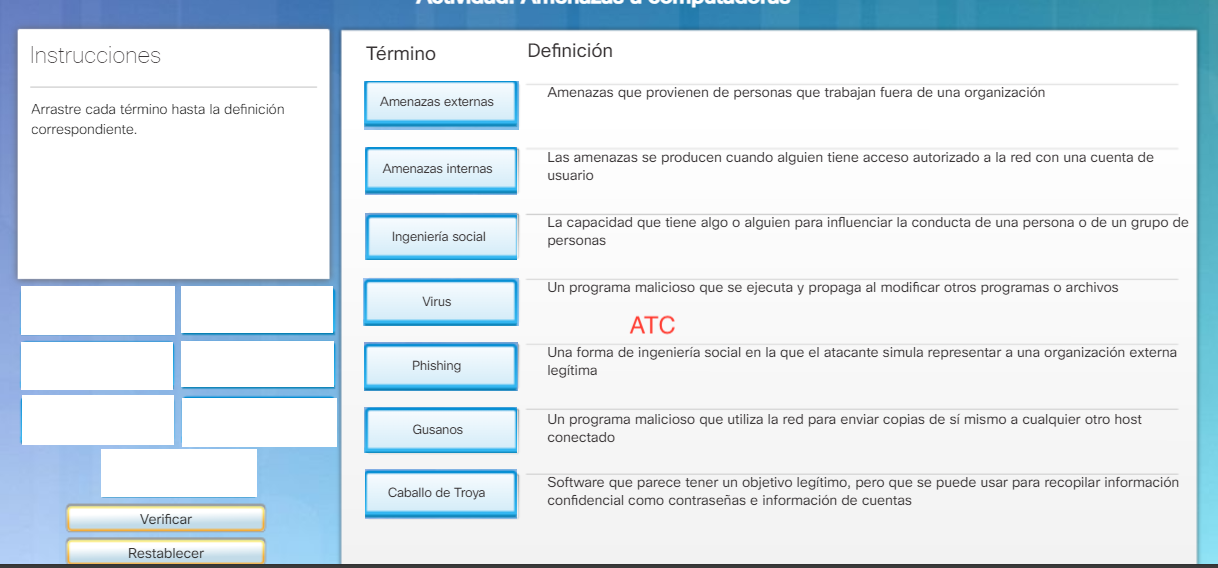 Actividad: Amenazas a computadoras
Instrucciones
Arrastre cada término hasta la definición
correspondiente.
Verificar
Restablecer
Término
Definición
Amenazas externas
Amenazas que provienen de personas que trabajan fuera de una organización
Amenazas internas
Las amenazas se producen cuando alguien tiene acceso autorizado a la red con una cuenta de
usuario
Ingeniería social
La capacidad que tiene algo o alguien para influenciar la conducta de una persona o de un grupo de
personas
Virus
Un programa malicioso que se ejecuta y propaga al modificar otros programas o archivos
ATC
Phishing
Una forma de ingeniería social en la que el atacante simula representar a una organización externa
legítima
Gusanos
Un programa malicioso que utiliza la red para enviar copias de sí mismo a cualquier otro host
conectado
Caballo de Troya
Software que parece tener un objetivo legítimo, pero que se puede usar para recopilar información
confidencial como contraseñas e información de cuentas